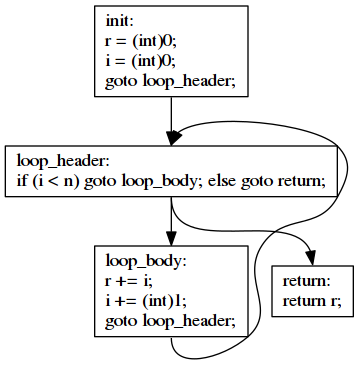 init:
r = (int)0;
i = (int)0;
goto loop_header;
loop_header:
if (i < n) goto loop_body; else goto return;
loop_body:
r += i;
i += (int)1;
goto loop_header;
return:
return r;